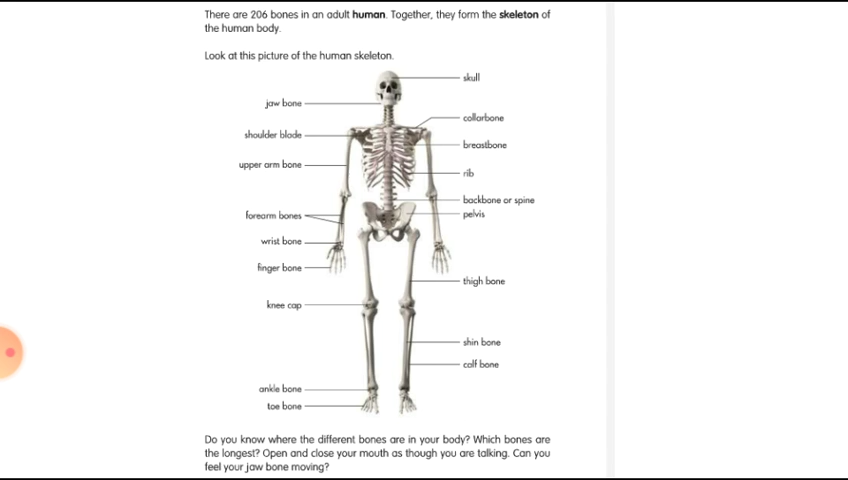 There are 206 bones in an adult human. Together, they form the skeleton of
the human body.
Look at this picture of the human skeleton.
skull
jaw bone
collarbone
shoulder blade
breastbone
upper arm bone
rib
backbone or spine
forearm bones
pelvis
wrist bone
finger bone
thigh bone
knee cap
shin bone
calf bone
ankle bone
toe bone
Do you know where the different bones are in your body? Which bones are
the longest? Open and close your mouth as though you are talking. Can you
feel your jaw bone moving?